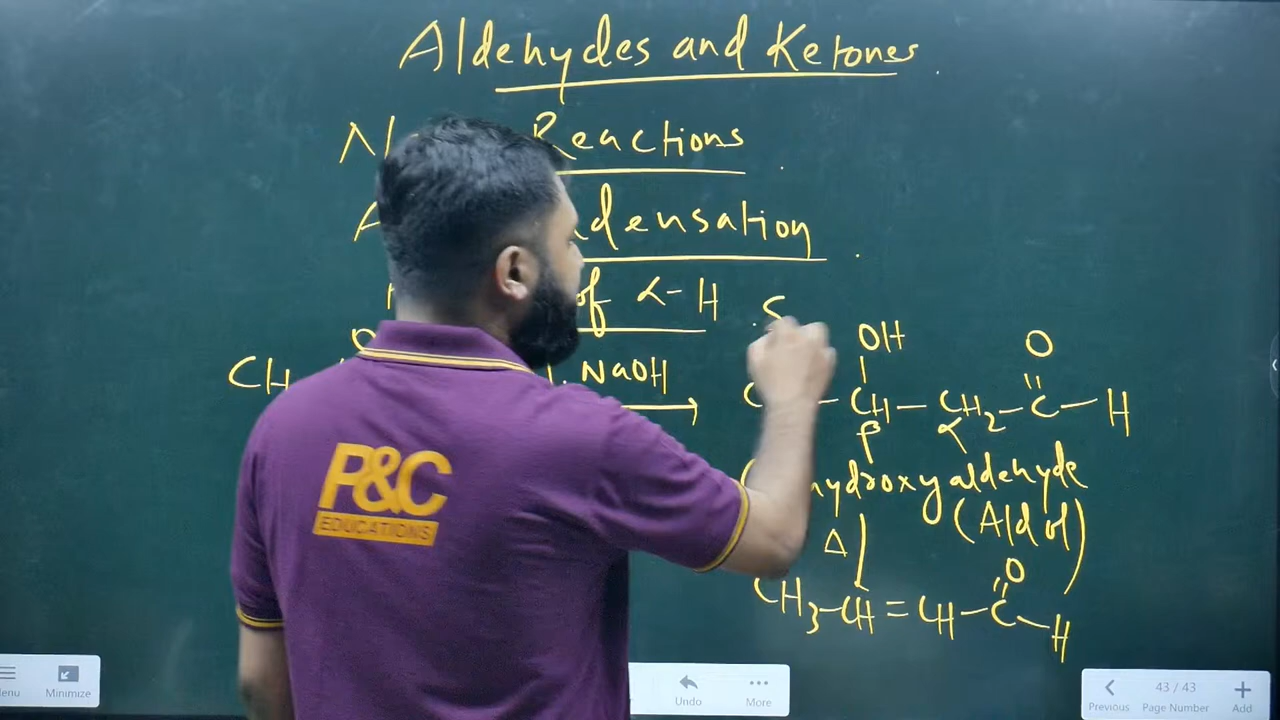 Aldehydes and Ketones
Reactions
densation
of α-H
OH
O
CH
NaOH
CH — CH2 — C — H
β
α
hydroxyaldehyde
(Aldol)
Δ
O
CH3-CH=CH-C-H
P&C
EDUCATIONS
Minimize
Undo
More
Previous
43 / 43
Page Number
Add